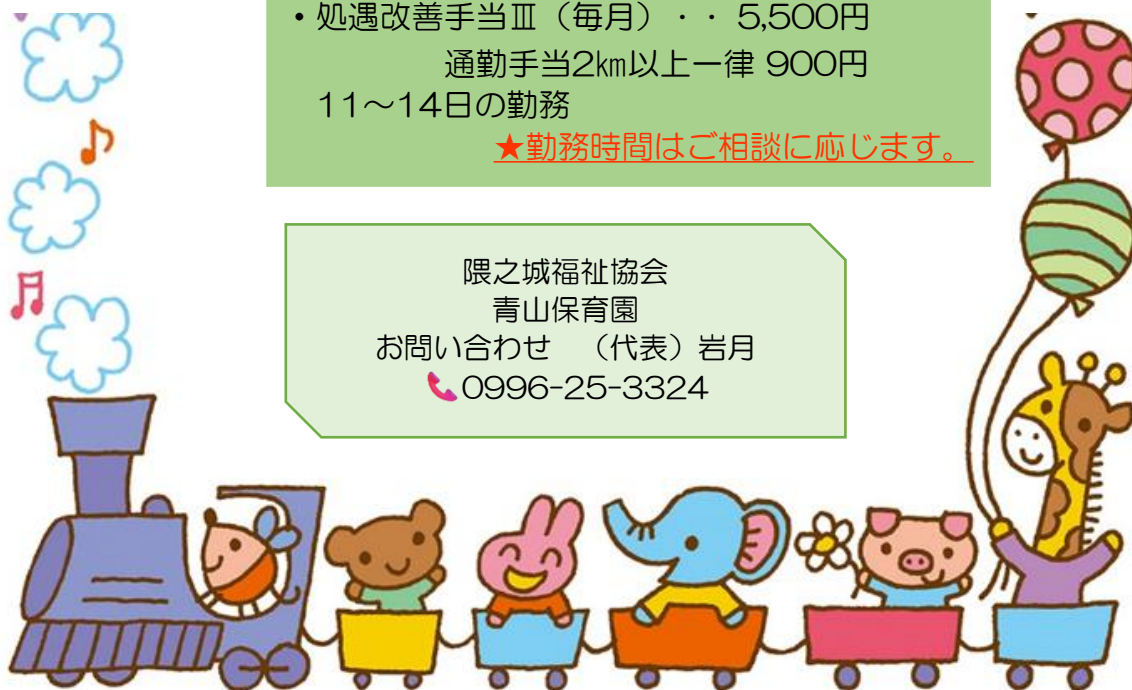 ・処遇改善手当Ⅲ（毎月）・・ 5,500円
通勤手当2㎞以上一律 900円
11～14日の勤務
★勤務時間はご相談に応じます。
隈之城福祉協会
青山保育園
お問い合わせ　（代表）岩月
📞0996-25-3324